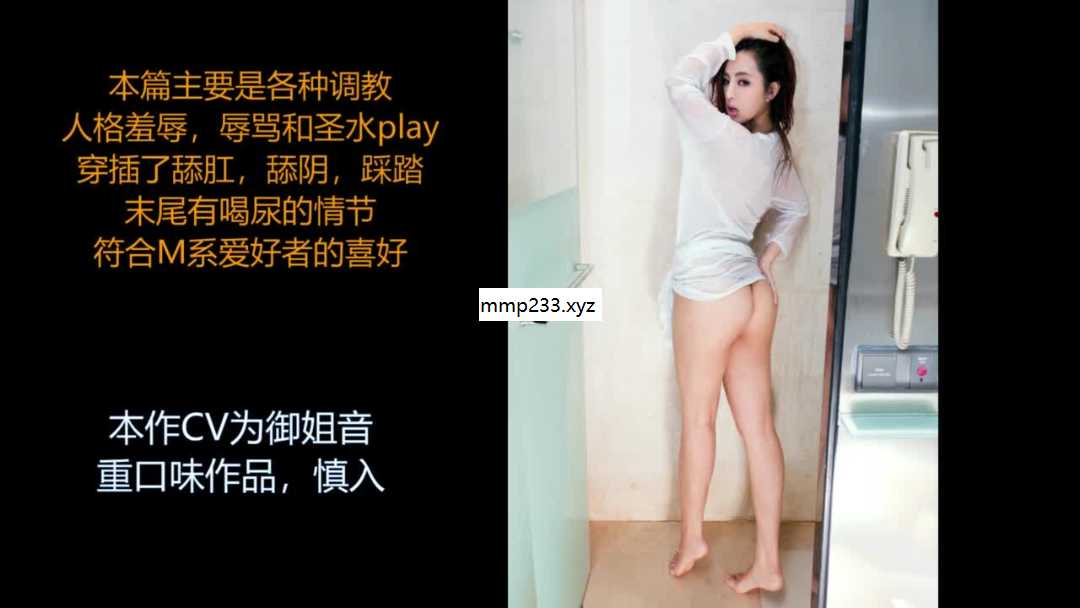 本篇主要是各种调教
人格羞辱，辱骂和圣水play
穿插了舔肛，舔阴，踩踏
末尾有喝尿的情节
符合M系爱好者的喜好
mmp233.xyz
本作CV为御姐音
重口味作品，慎入